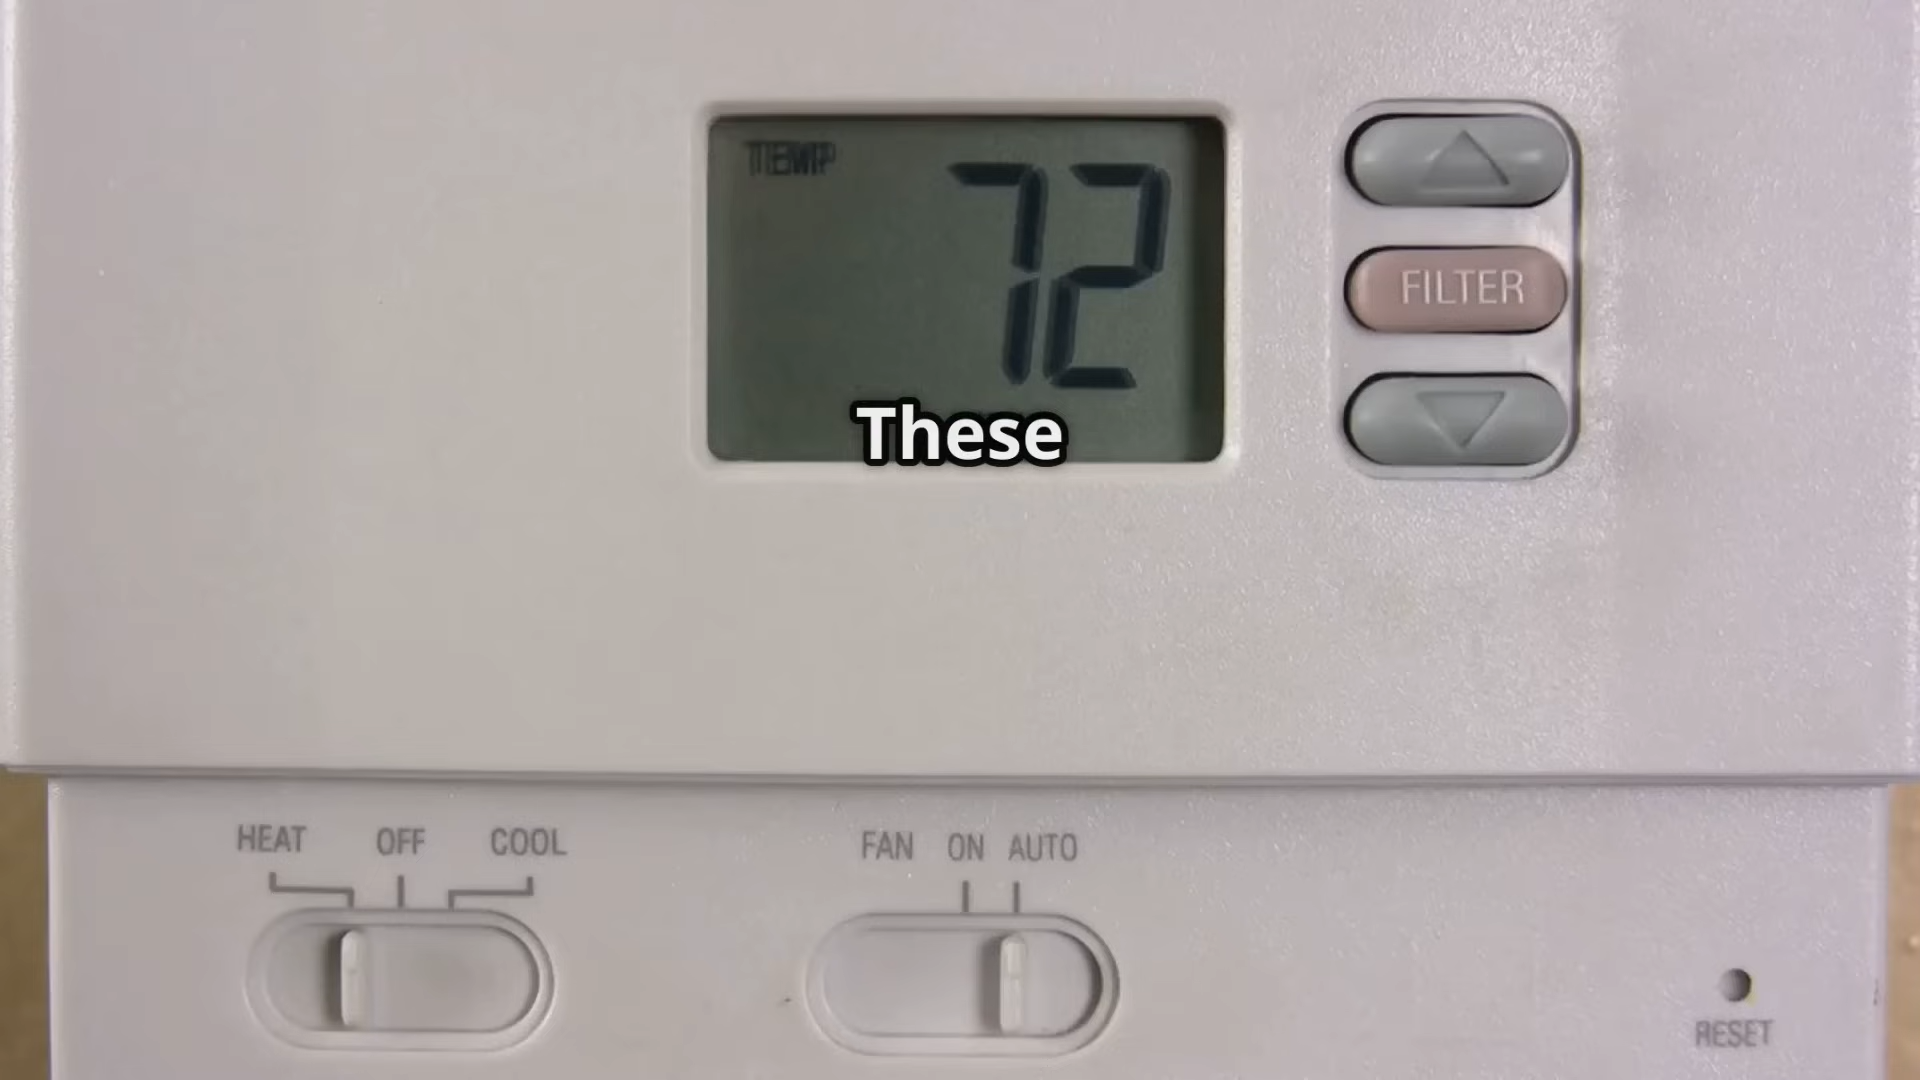 TEMP
72
FILTER
These
HEAT OFF COOL
FAN ON AUTO
RESET